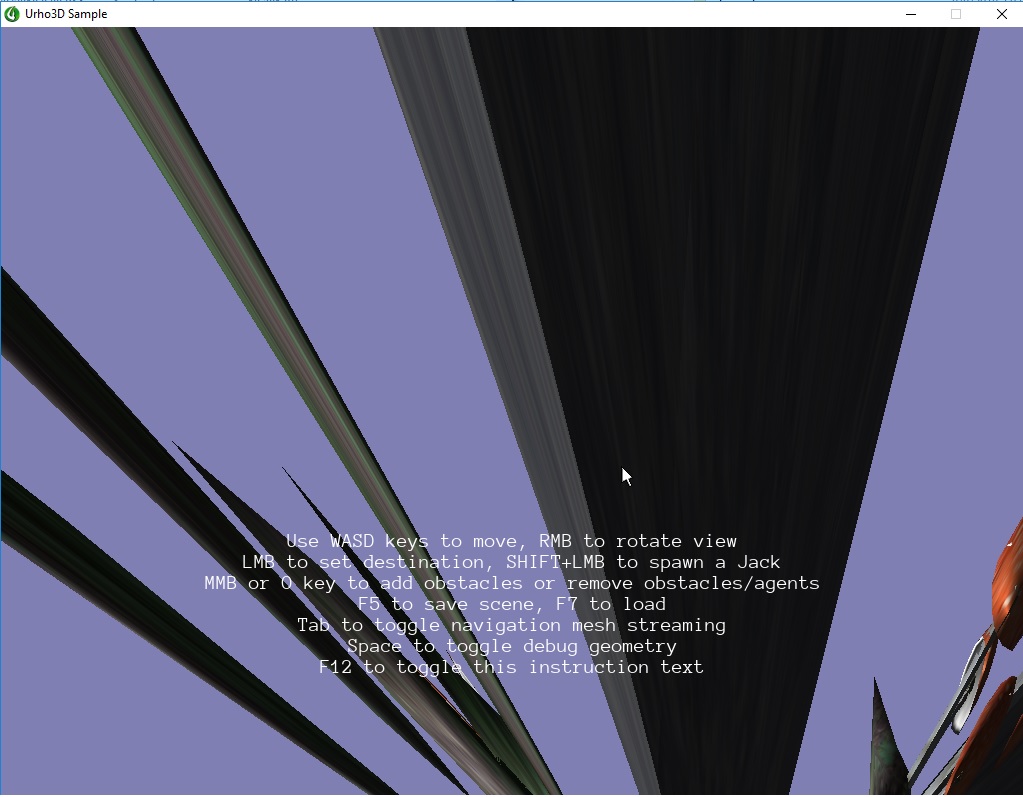 Urho3D Sample
Use WASD keys to move, RMB to rotate view
LMB to set destination, SHIFT+LMB to spawn a Jack
MMB or O key to add obstacles or remove obstacles/agents
F5 to save scene, F7 to load
Tab to toggle navigation mesh streaming
Space to toggle debug geometry
F12 to toggle this instruction text